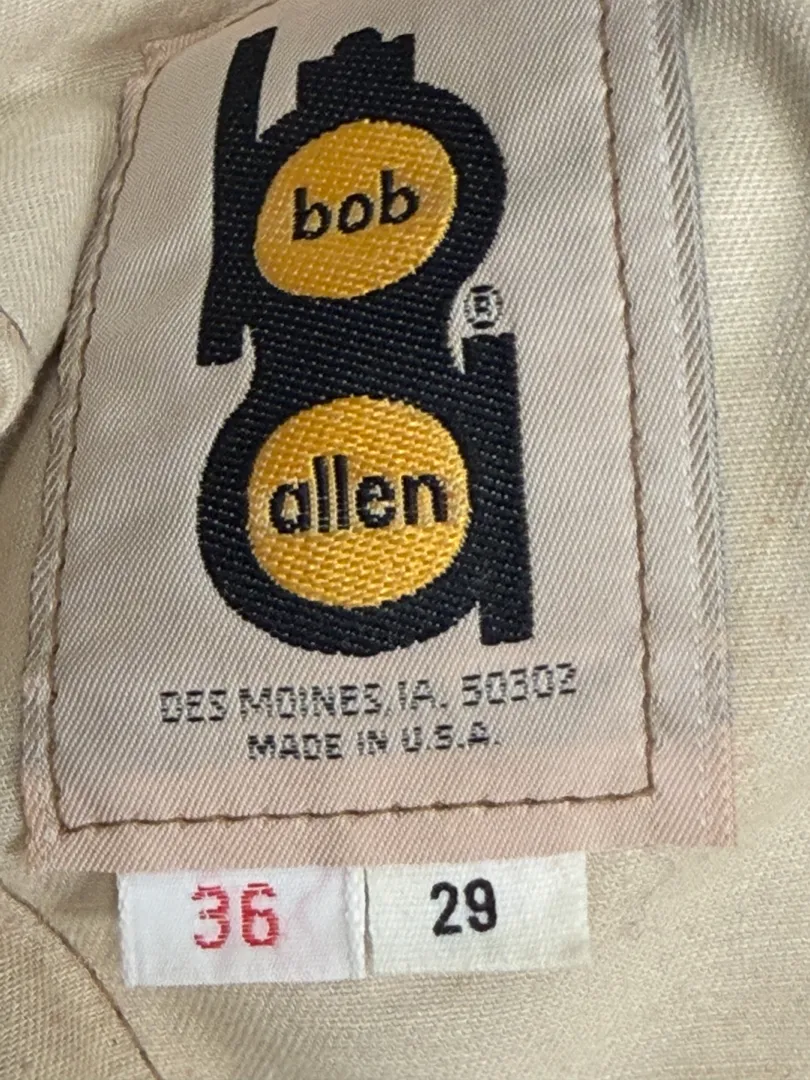 bob
®
allen
DES MOINES, IA. 50302
MADE IN U.S.A.
36 29